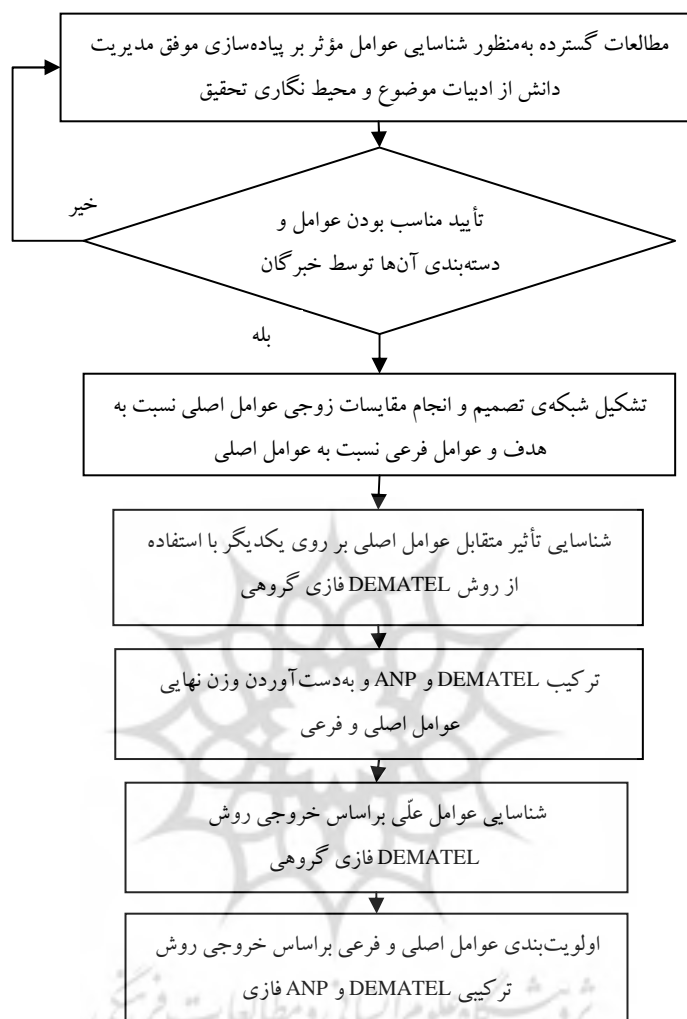 مطالعات گسترده به‌منظور شناسایی عوامل مؤثر بر پیاده‌سازی موفق مدیریت
دانش از ادبیات موضوع و محیط نگاری تحقیق
خیر
تأیید مناسب بودن عوامل و
دسته‌بندی آن‌ها توسط خبرگان
بله
تشکیل شبکه‌ی تصمیم و انجام مقایسات زوجی عوامل اصلی نسبت به
هدف و عوامل فرعی نسبت به عوامل اصلی
شناسایی تأثیر متقابل عوامل اصلی بر روی یکدیگر با استفاده
از روش DEMATEL فازی گروهی
ترکیب DEMATEL و ANP و به‌دست‌آوردن وزن نهایی
عوامل اصلی و فرعی
شناسایی عوامل علّی براساس خروجی روش
DEMATEL فازی گروهی
اولویت‌بندی عوامل اصلی و فرعی براساس خروجی روش
ترکیبی DEMATEL و ANP فازی
پژوهشگاه علوم انسانی و مطالعات فرهنگی